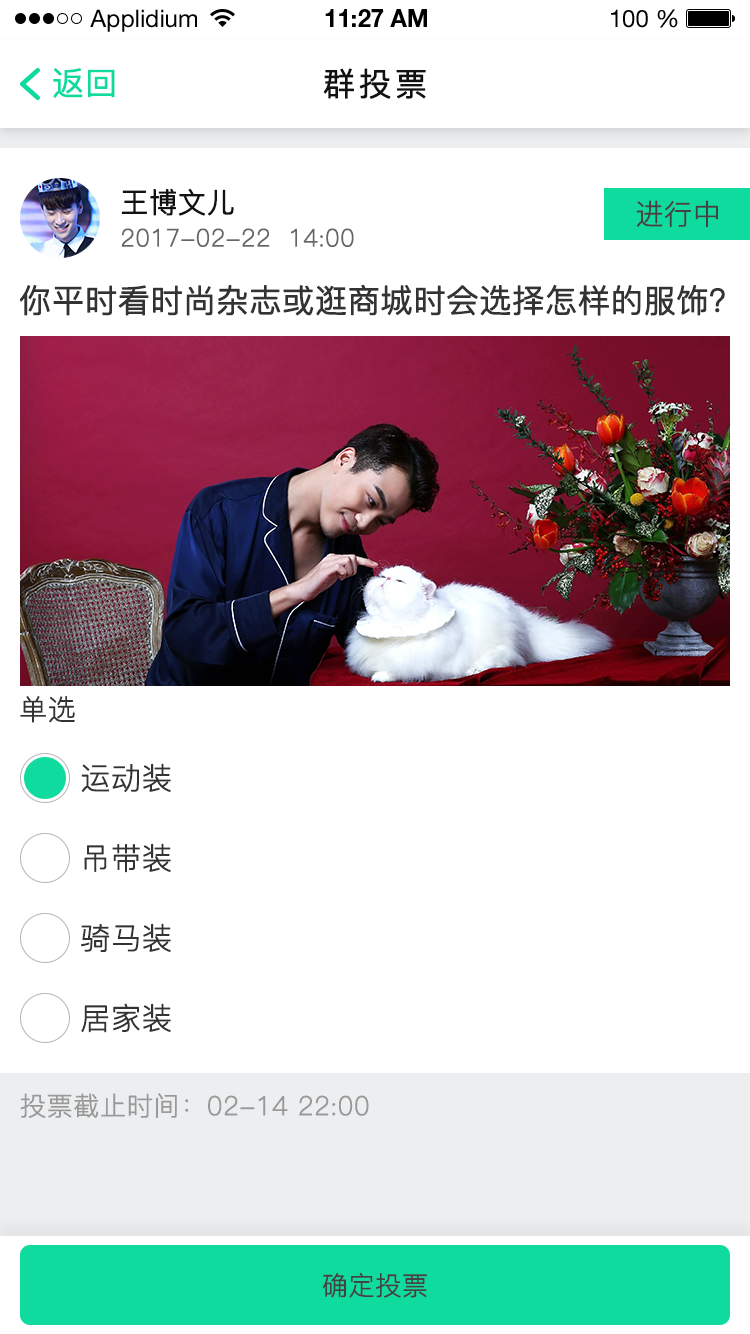 Applidium 11:27 AM 100 %
返回 群投票
王博文儿
2017-02-22 14:00
进行中
你平时看时尚杂志或逛商城时会选择怎样的服饰?
单选
运动装
吊带装
骑马装
居家装
投票截止时间：02-14 22:00
确定投票